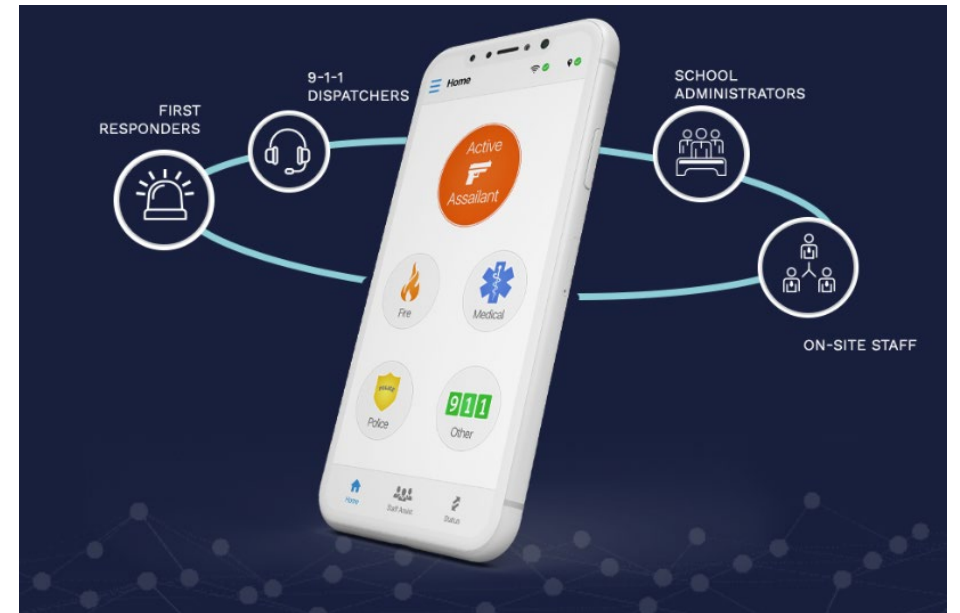 9-1-1
DISPATCHERS
FIRST
RESPONDERS
SCHOOL
ADMINISTRATORS
ON-SITE STAFF
Home
Active
Assailant
Fire
Medical
POLICE
Police
911
Other
Home
Staff Assist
Status